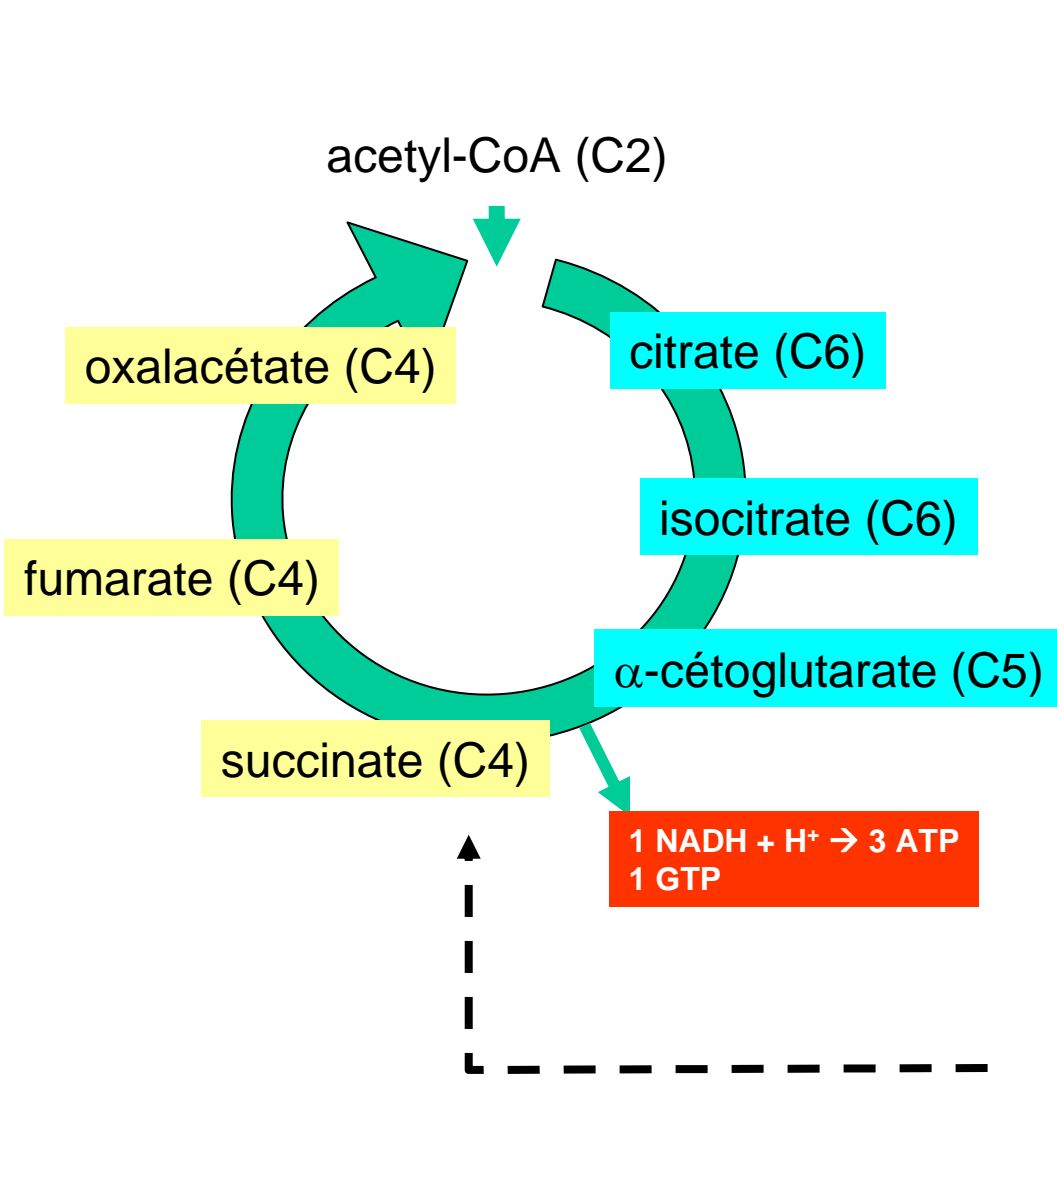 acetyl-CoA (C2)
oxalacétate (C4)
citrate (C6)
isocitrate (C6)
fumarate (C4)
α-cétoglutarate (C5)
succinate (C4)
1 NADH + H⁺ → 3 ATP
1 GTP